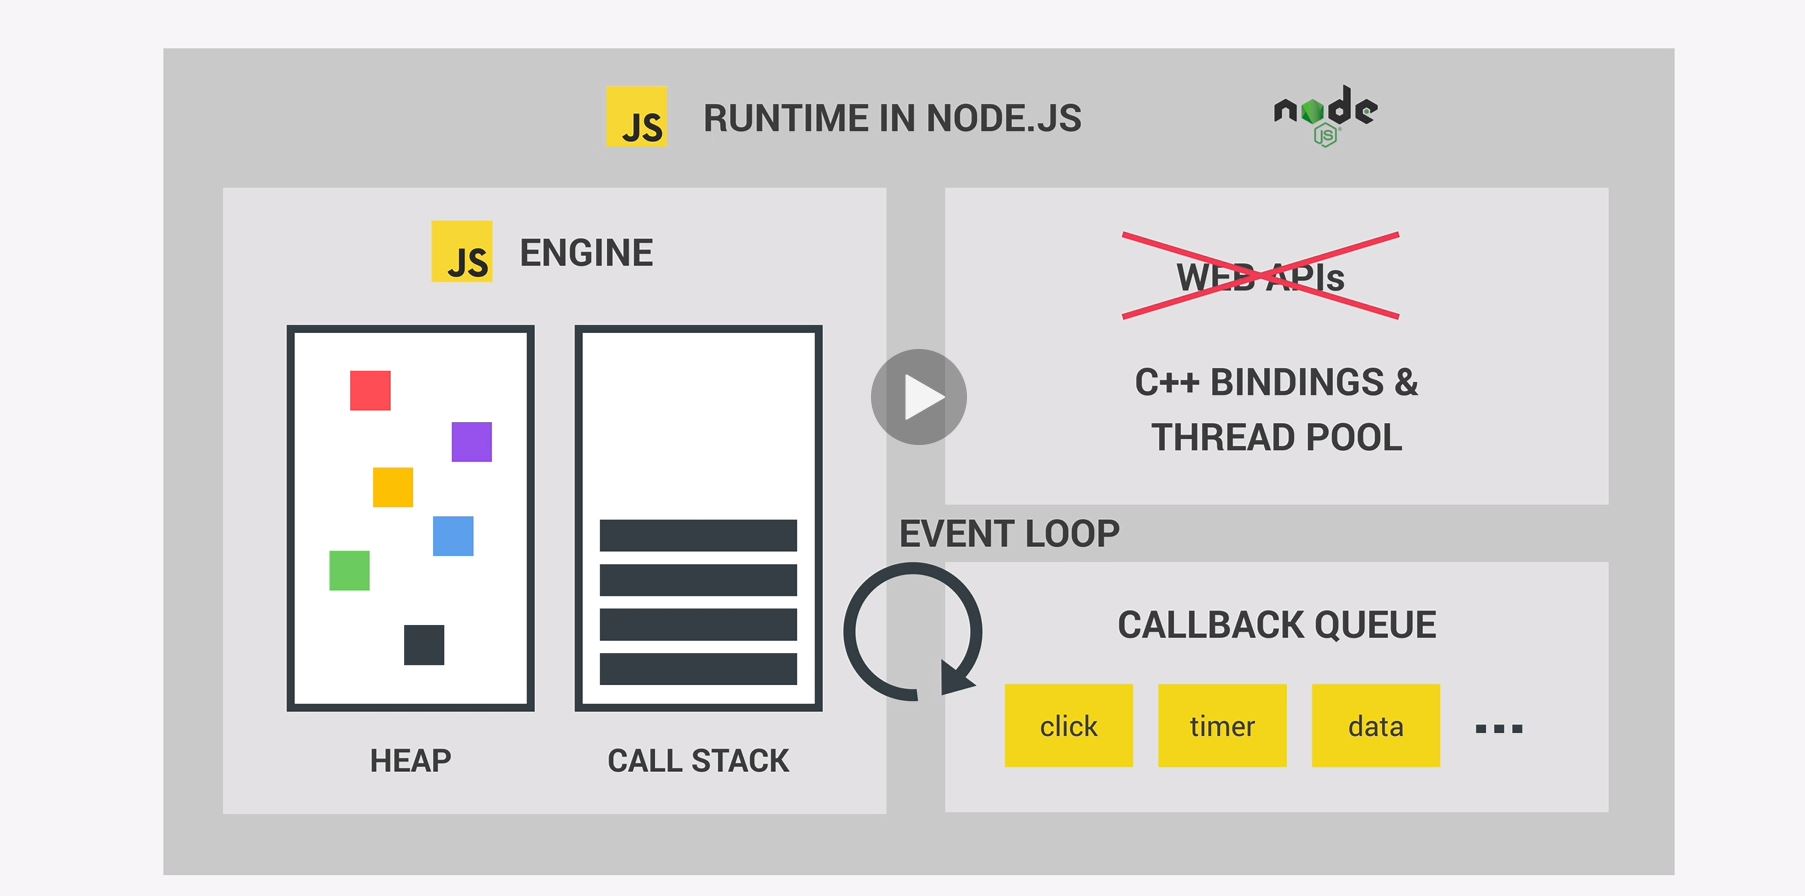 JS RUNTIME IN NODE.JS
node
JS
JS ENGINE
HEAP
CALL STACK
WEB APIs
C++ BINDINGS &
THREAD POOL
EVENT LOOP
CALLBACK QUEUE
click timer data ...